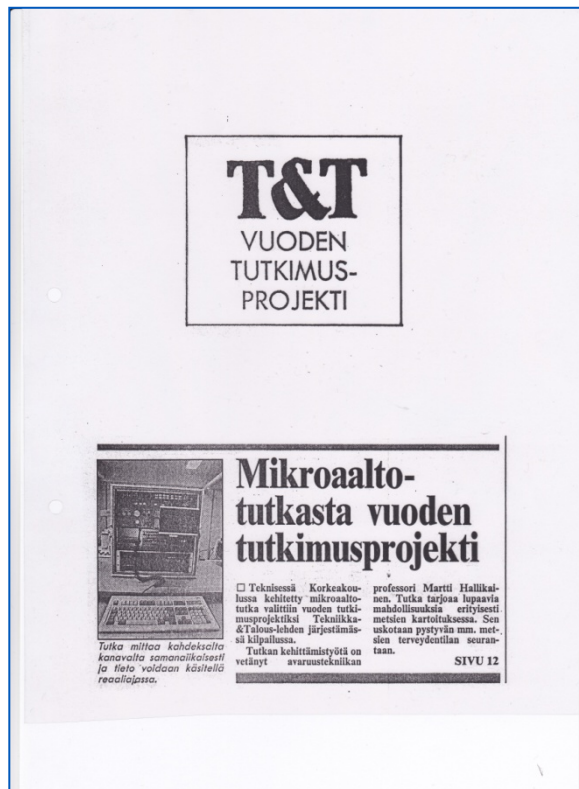 T&T
VUODEN
TUTKIMUS-
PROJEKTI
Mikroaalto-
tutkasta vuoden
tutkimusprojekti
□ Teknisessä Korkeakou-
lussa kehitetty mikroaalto-
tutka valittiin vuoden tutki-
musprojektiksi Tekniikka-
&Talous-lehden järjestämäs-
sä kilpailussa.
Tutkan kehittämistyötä on
vetänyt avaruustekniikan
professori Martti Hallikai-
nen. Tutka tarjoaa lupaavia
mahdollisuuksia erityisesti
metsien kartoituksessa. Sen
uskotaan pystyvän mm. met-
sien terveydentilan seuran-
taan.
SIVU 12
Tutka mittaa kahdeksalta
kanavalta samanaikaisesti
ja tieto voidaan käsitellä
reaaliajassa.